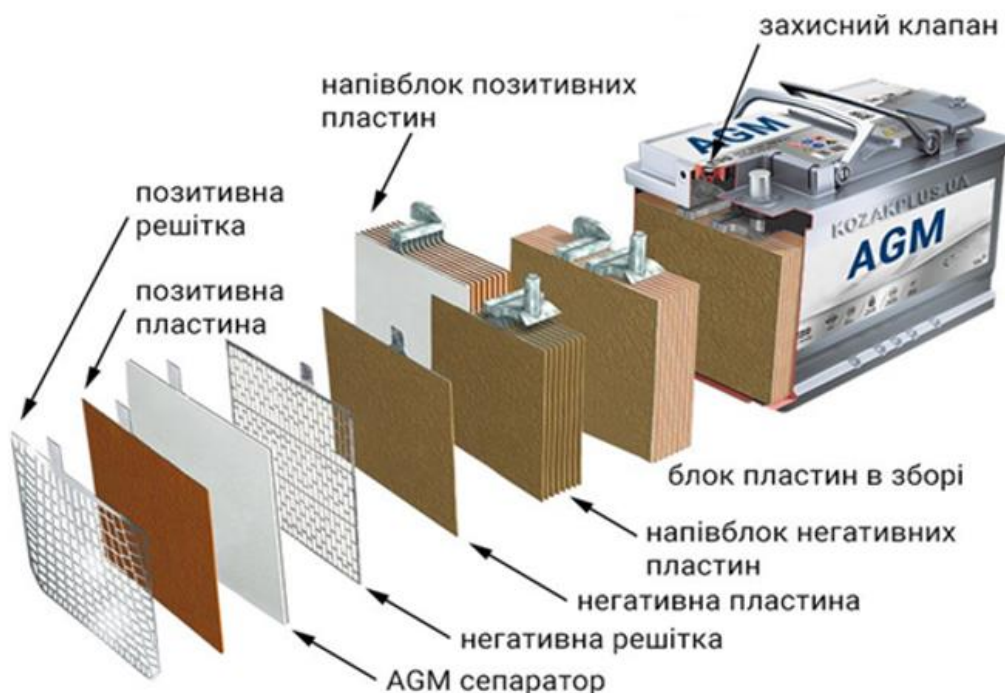 захисний клапан
напівблок позитивних
пластин
позитивна
решітка
позитивна
пластина
AGM
KOZAKPLUS.UA
AGM
блок пластин в зборі
напівблок негативних
пластин
негативна пластина
негативна решітка
AGM сепаратор